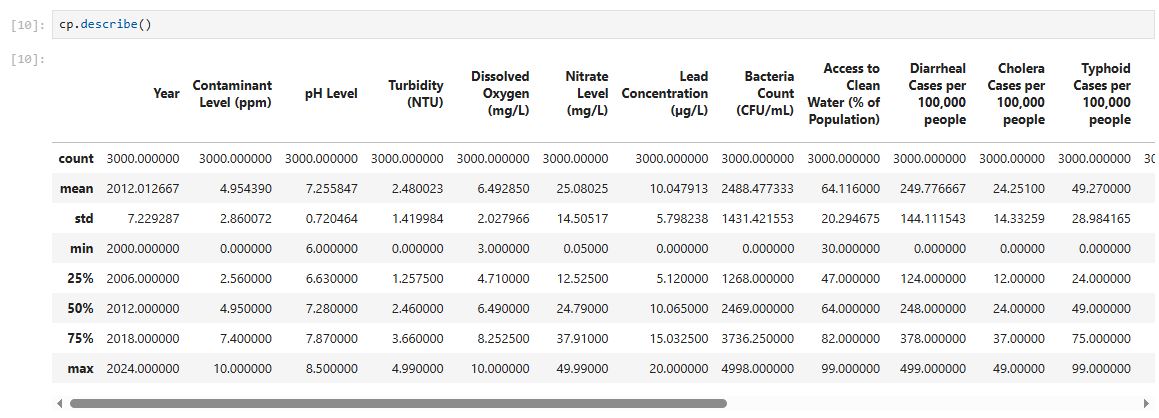 [10]: cp.describe()
[10]:
Year Contaminant Level (ppm) pH Level Turbidity (NTU) Dissolved Oxygen (mg/L) Nitrate Level (mg/L) Lead Concentration (µg/L) Bacteria Count (CFU/mL) Access to Clean Water (% of Population) Diarrheal Cases per 100,000 people Cholera Cases per 100,000 people Typhoid Cases per 100,000 people
count 3000.000000 3000.000000 3000.000000 3000.000000 3000.000000 3000.00000 3000.000000 3000.000000 3000.000000 3000.000000 3000.00000 3000.000000 30
mean 2012.012667 4.954390 7.255847 2.480023 6.492850 25.08025 10.047913 2488.477333 64.116000 249.776667 24.25100 49.270000
std 7.229287 2.860072 0.720464 1.419984 2.027966 14.50517 5.798238 1431.421553 20.294675 144.111543 14.33259 28.984165
min 2000.000000 0.000000 6.000000 0.000000 3.000000 0.05000 0.000000 0.000000 30.000000 0.000000 0.00000 0.000000
25% 2006.000000 2.560000 6.630000 1.257500 4.710000 12.52500 5.120000 1268.000000 47.000000 124.000000 12.00000 24.000000
50% 2012.000000 4.950000 7.280000 2.460000 6.490000 24.79000 10.065000 2469.000000 64.000000 248.000000 24.00000 49.000000
75% 2018.000000 7.400000 7.870000 3.660000 8.252500 37.91000 15.032500 3736.250000 82.000000 378.000000 37.00000 75.000000
max 2024.000000 10.000000 8.500000 4.990000 10.000000 49.99000 20.000000 4998.000000 99.000000 499.000000 49.00000 99.000000